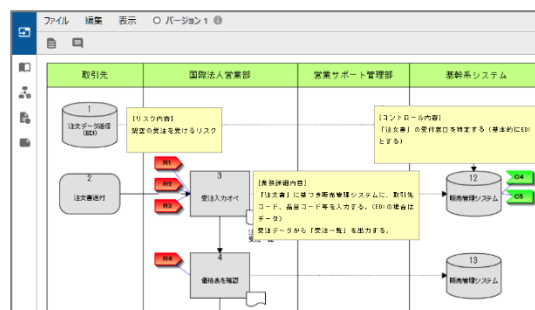 ファイル 編集 表示 バージョン 1
取引先 国際法人営業部 営業サポート管理部 基幹系システム
1
注文データ送信
(EDI)
[リスク内容]
架空の受注を受けるリスク
[コントロール内容]
「注文書」の受付窓口を特定する(基本的にEDI
とする)
2
注文書送付
R1
R2
R3
3
受注入力オペ
[業務詳細内容]
「注文書」に基づき販売管理システムに、取引先
コード、品目コード等を入力する。(EDIの場合は
データ)
受注データから「受注一覧」を出力する。
12
販売管理システム
C4
C5
R4
4
価格表を確認
13
販売管理システム